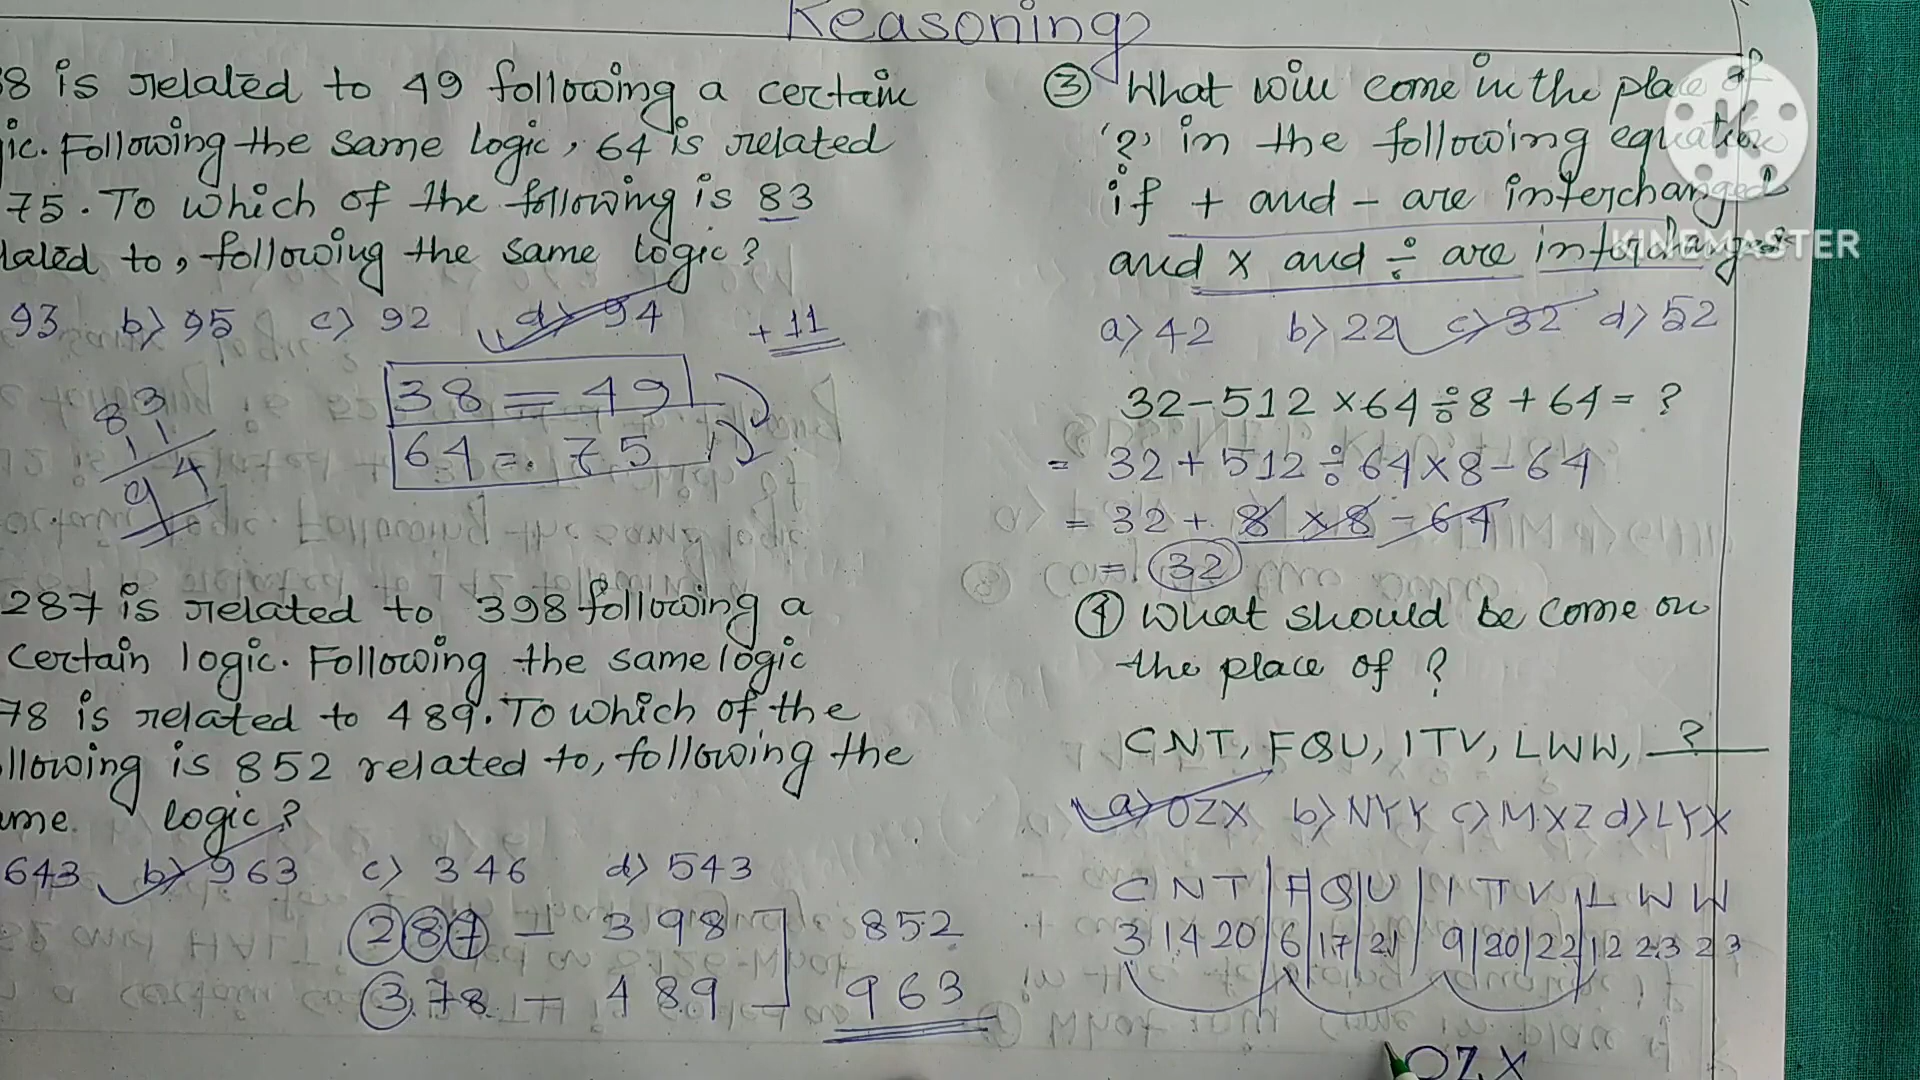 Reasoning
38 is related to 49 following a certain
ic. Following the same logic, 64 is related
75. To which of the following is 83
lated to, following the same logic?
93 b) 95 c) 92 d) 94 +11
38 = 49
64 = 75
83
11
94
287 is related to 398 following a
certain logic. Following the same logic
78 is related to 489. To which of the
llowing is 852 related to, following the
ame logic?
643 b) 963 c) 346 d) 543
287 - 398 852
378 - 489 963
③ What will come in the place of
'?' in the following equation
if + and - are interchanged
and x and ÷ are interchanged
a) 42 b) 22 c) 32 d) 52
32-512 x 64 ÷ 8 + 64 = ?
= 32 + 512 ÷ 64 x 8 - 64
= 32 + 8 x 8 - 64
= 32
④ What should be come on
the place of ?
CNT, FQU, ITV, LWW, ?
a) OZX b) NYY c) MXZ d) LYX
C N T F Q U I T V L W W
3 14 20 6 17 21 9 20 22 12 23 23
OZX
KINEMASTER